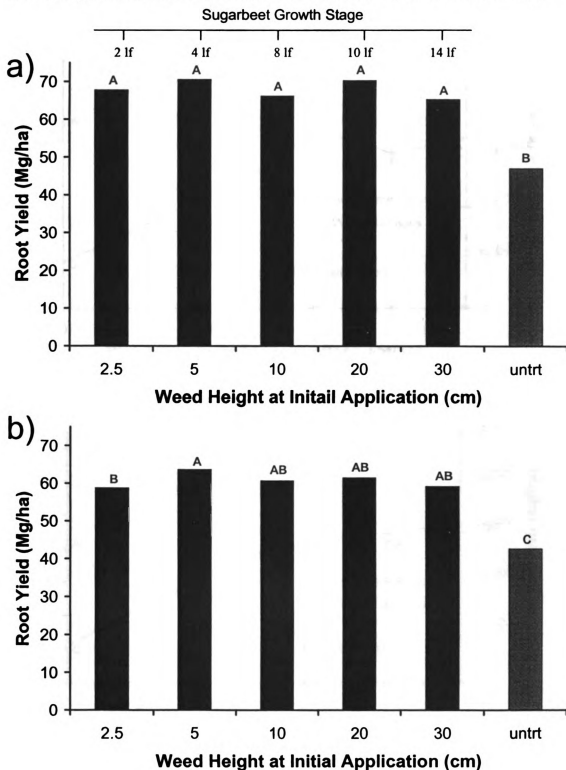 Sugarbeet Growth Stage
2 lf 4 lf 8 lf 10 lf 14 lf
a)
A A A A A B
70
60
50
40
30
20
10
0
Root Yield (Mg/ha)
2.5 5 10 20 30 untrt
Weed Height at Initail Application (cm)
b)
B A AB AB AB C
70
60
50
40
30
20
10
0
Root Yield (Mg/ha)
2.5 5 10 20 30 untrt
Weed Height at Initial Application (cm)